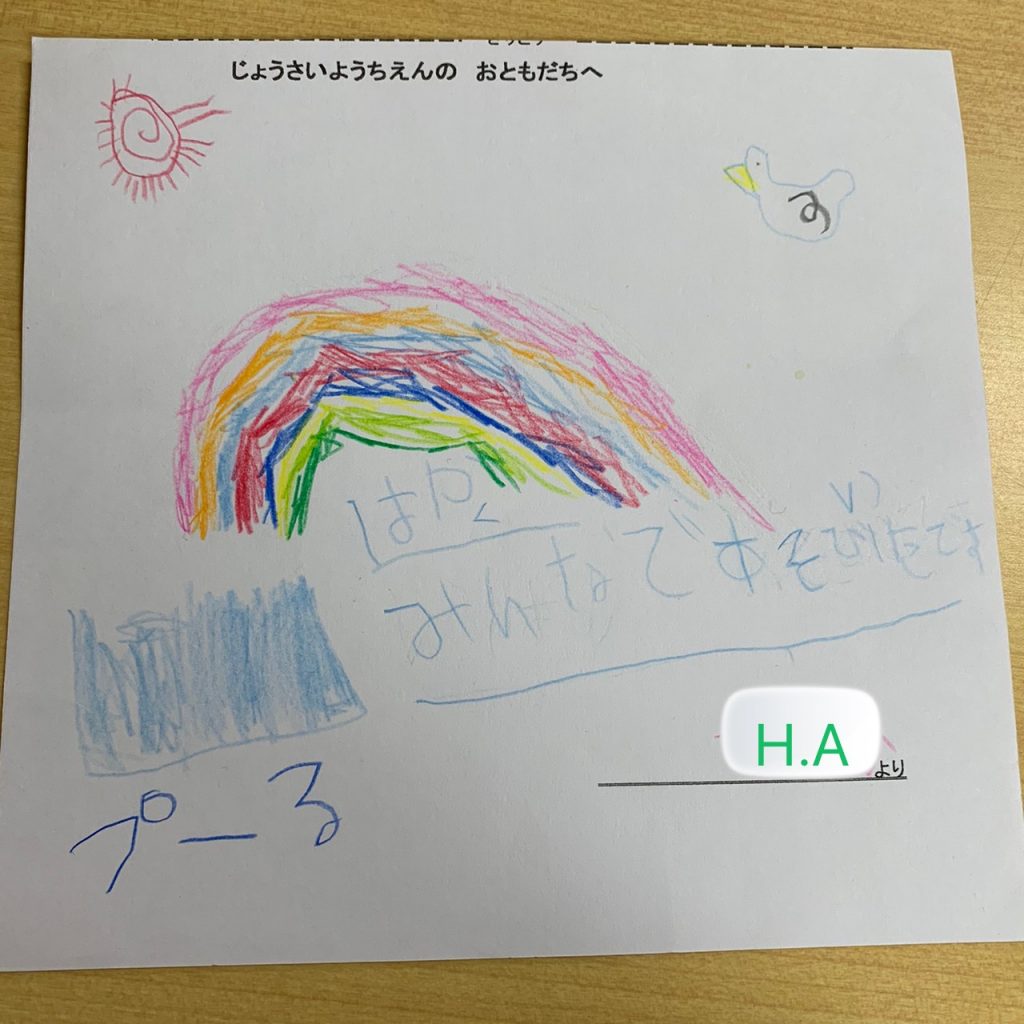 じょうさいようちえんの おともだちへ
はやく
みんなであそびたいです
H.A より
プーる